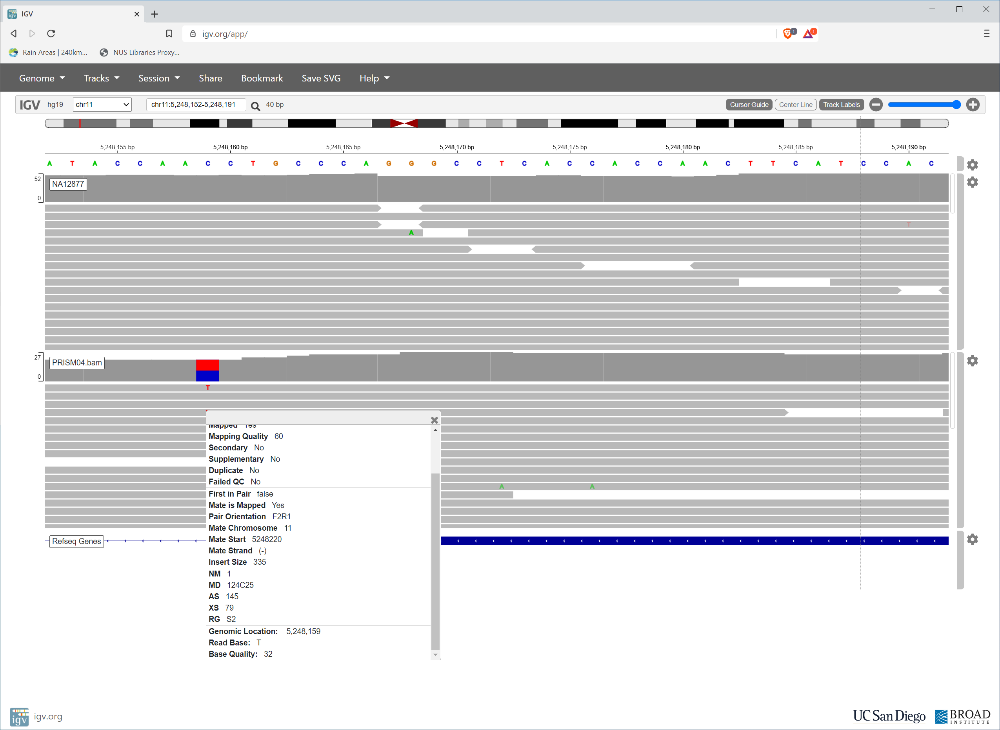 IGV
igv.org/app/
1
1
Rain Areas | 240km...
NUS Libraries Proxy...
Genome Tracks Session Share Bookmark Save SVG Help
IGV hg19 chr11 chr11:5,248,152-5,248,191 40 bp Cursor Guide Center Line Track Labels
5,248,155 bp 5,248,160 bp 5,248,165 bp 5,248,170 bp 5,248,175 bp 5,248,180 bp 5,248,185 bp 5,248,190 bp
A T A C C A A C C T G C C C A G G G C C T C A C C A C C A A C T T C A T C C A C
52
NA12877
0
T
A
27
PRISM04.bam
0
T
Mapped Yes
Mapping Quality 60
Secondary No
Supplementary No
Duplicate No
Failed QC No
A A
First in Pair false
Mate is Mapped Yes
Pair Orientation F2R1
Mate Chromosome 11
Mate Start 5248220
Refseq Genes
Mate Strand (-)
Insert Size 335
NM 1
MD 124C25
AS 145
XS 79
RG S2
Genomic Location: 5,248,159
Read Base: T
Base Quality: 32
igv igv.org
UC San Diego
BROAD
INSTITUTE